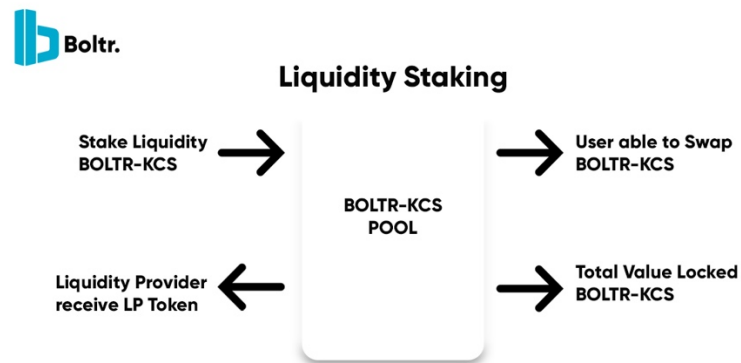 Boltr.
Liquidity Staking
Stake Liquidity
BOLTR-KCS
User able to Swap
BOLTR-KCS
BOLTR-KCS
POOL
Liquidity Provider
receive LP Token
Total Value Locked
BOLTR-KCS